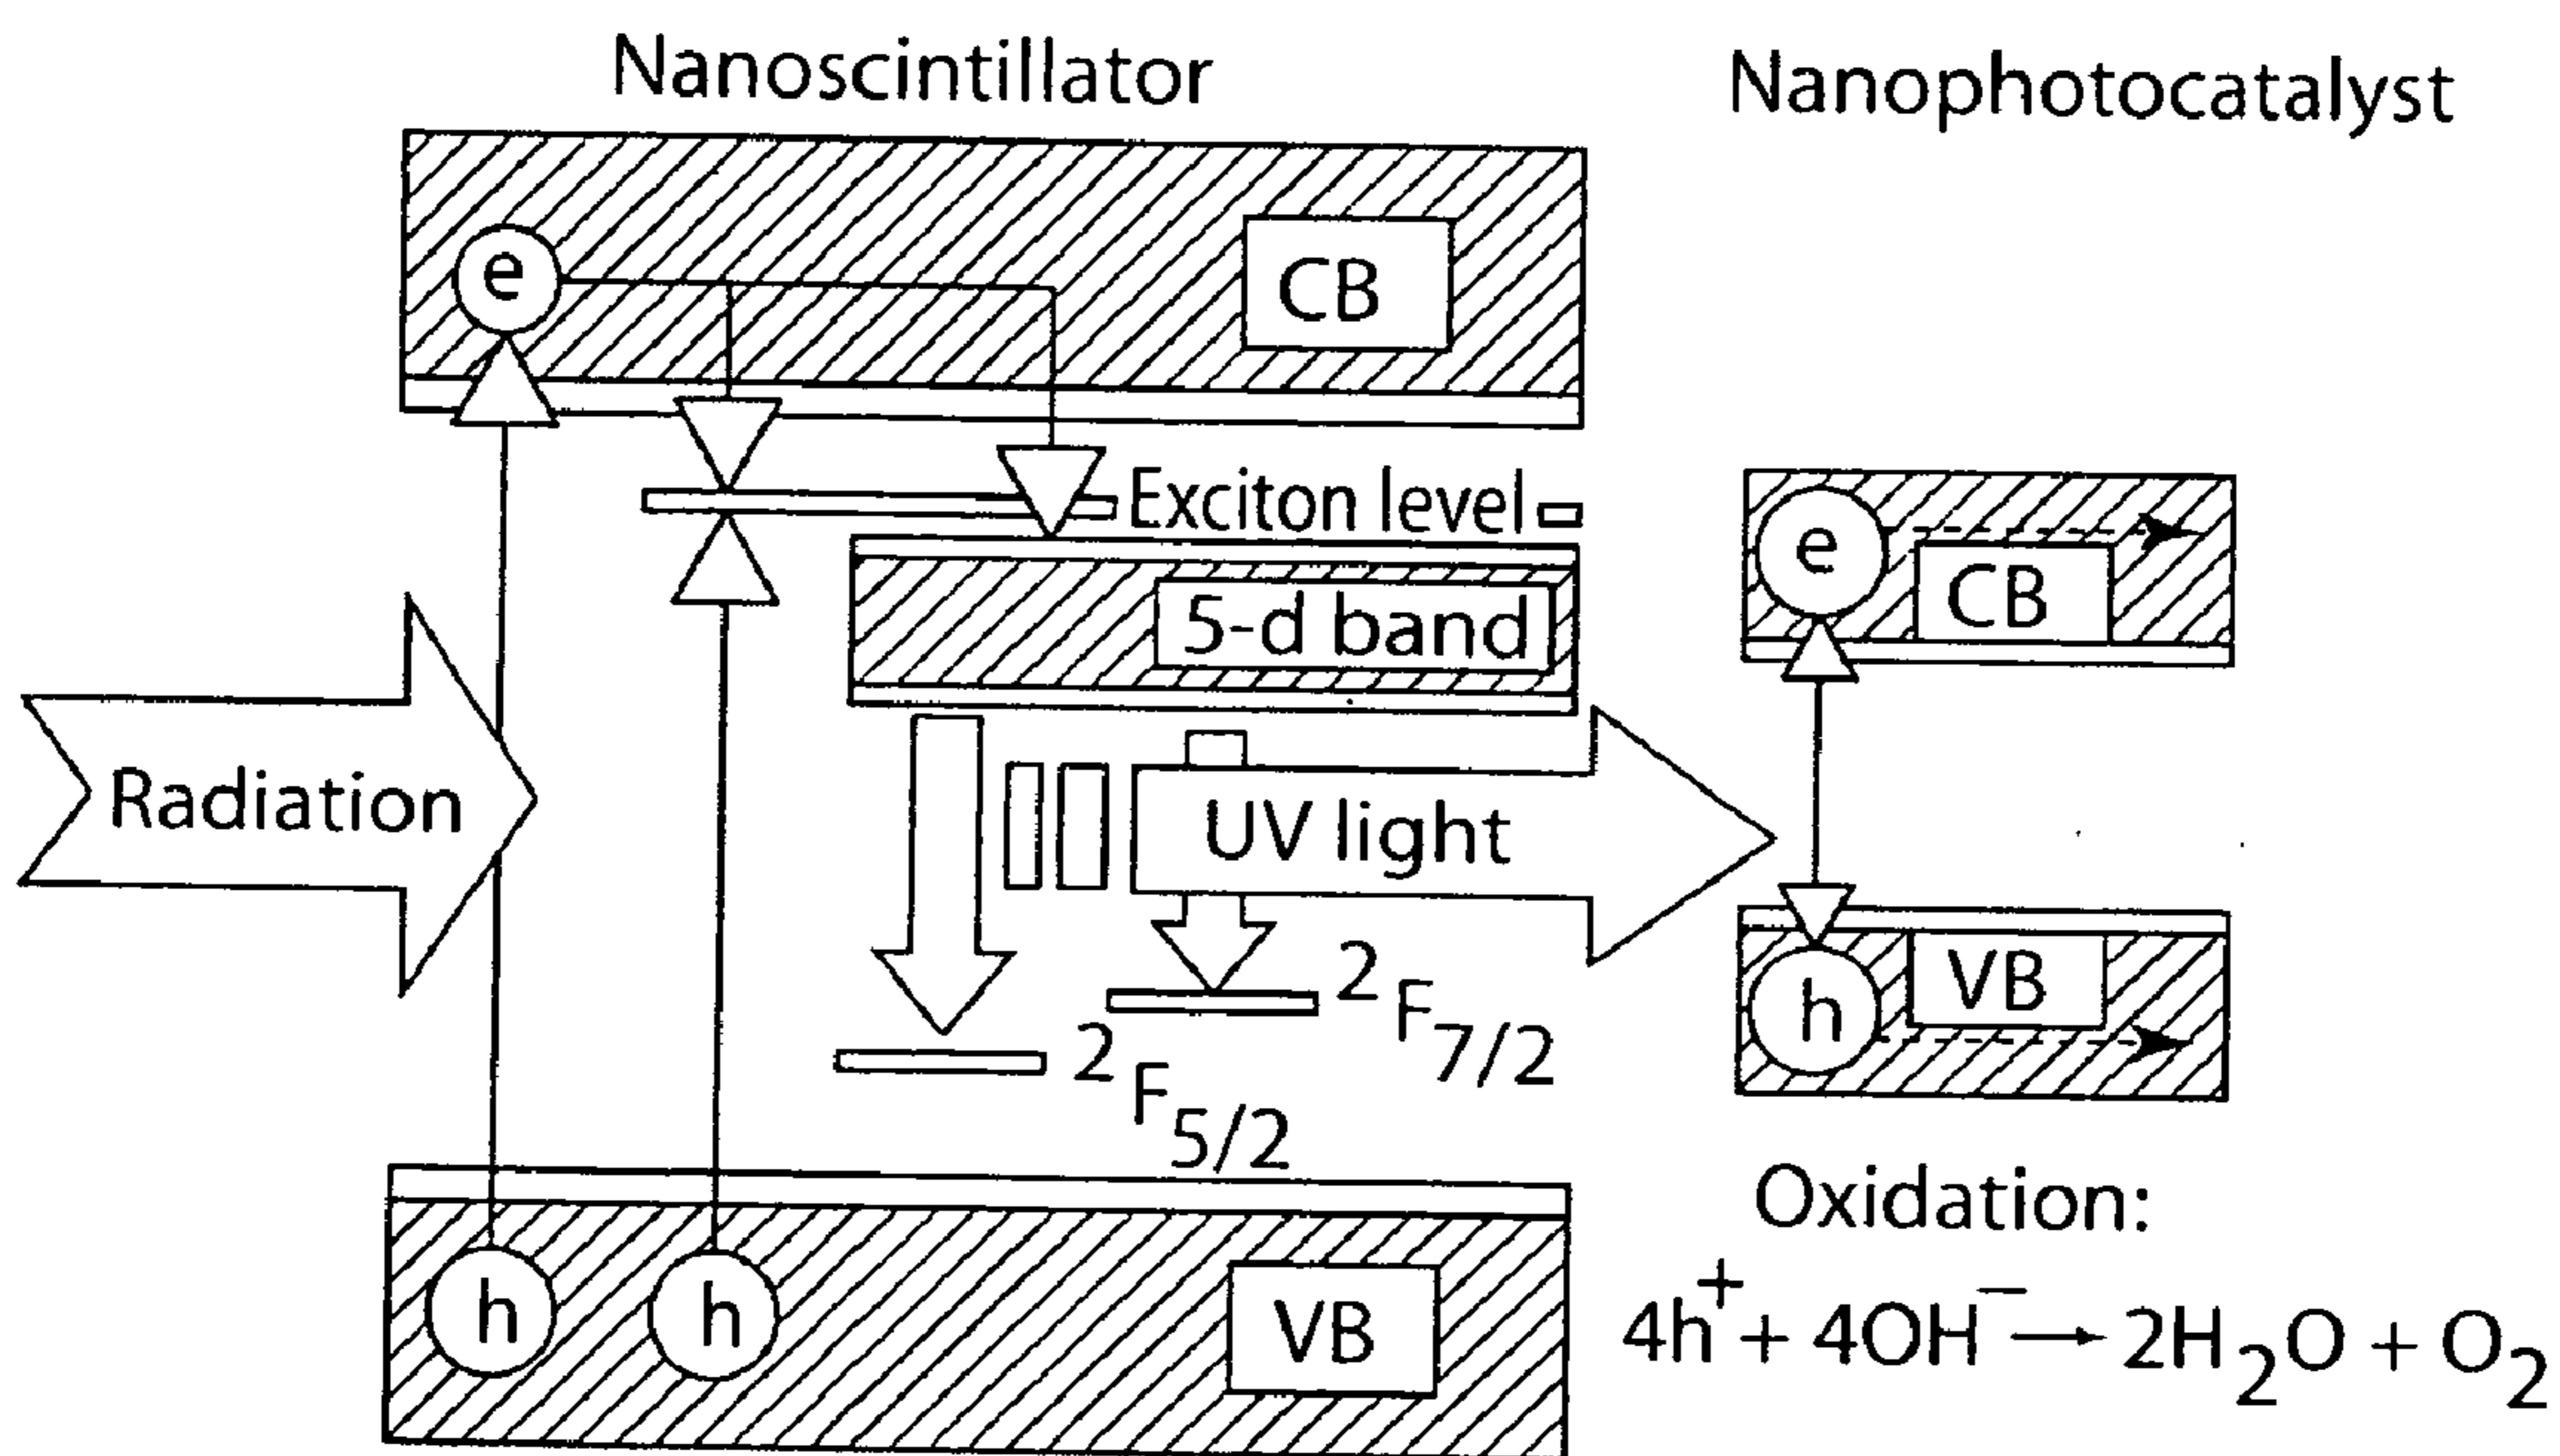 Nanoscintillator
Nanophotocatalyst
e
CB
Exciton level
5-d band
e
CB
Radiation
UV light
²F₇/₂
²F₅/₂
h
VB
h
h
VB
Oxidation:
4h⁺ + 4OH⁻ → 2H₂O + O₂